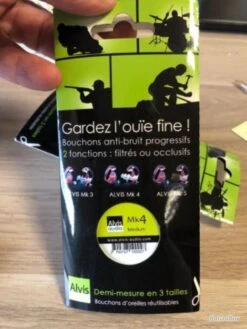 Gardez l'ouïe fine !
Bouchons anti-bruit progressifs
2 fonctions : filtrés ou occlusifs
ALVIS Mk 3
ALVIS Mk 4
Mk 5
Alvis
audio
Mk4
Medium
www.alvis-audio.com
Alvis
Demi-mesure en 3 tailles
Bouchons d'oreilles réutilisables